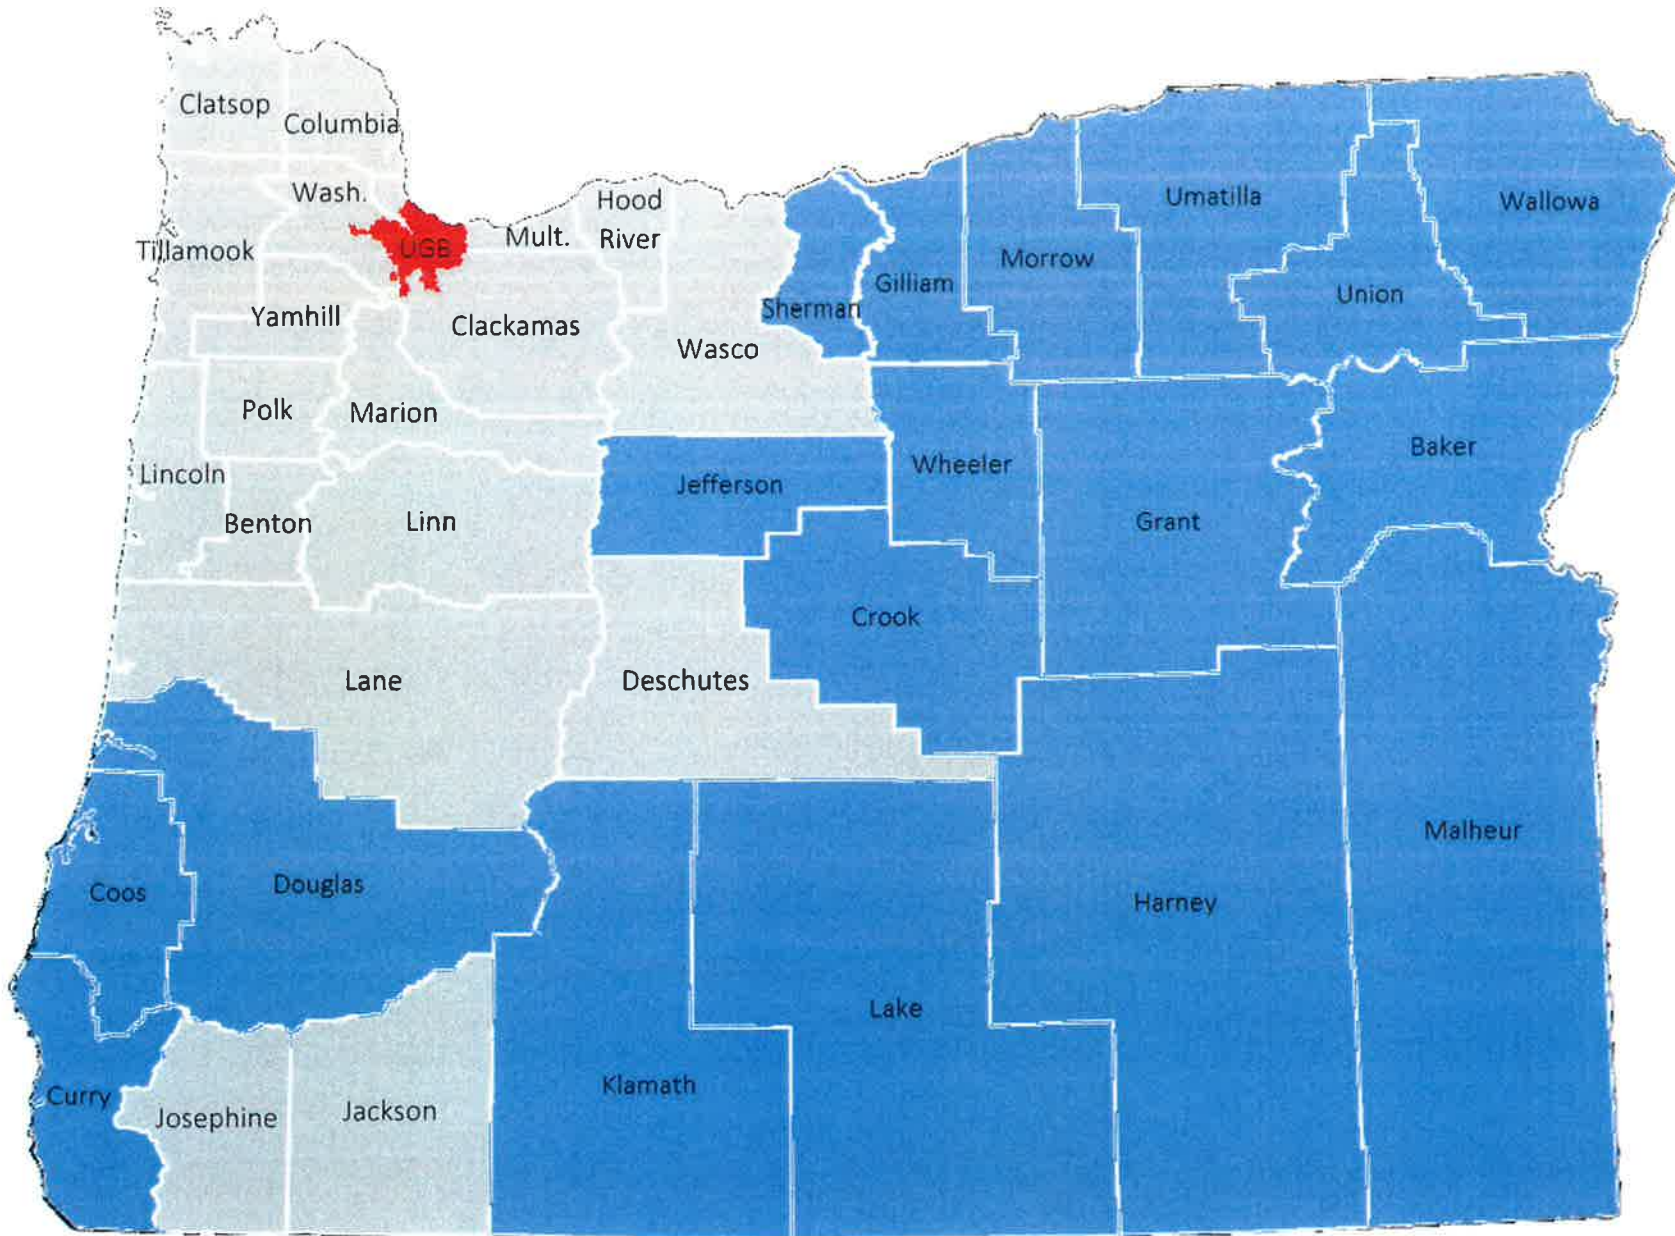 Clatsop
Columbia
Wash.
Hood
River
Tillamook
UGB
Mult.
Umatilla
Wallowa
Morrow
Gilliam
Sherman
Union
Yamhill
Clackamas
Wasco
Polk
Marion
Baker
Lincoln
Jefferson
Wheeler
Benton
Linn
Grant
Crook
Lane
Deschutes
Malheur
Coos
Douglas
Harney
Lake
Curry
Josephine
Jackson
Klamath